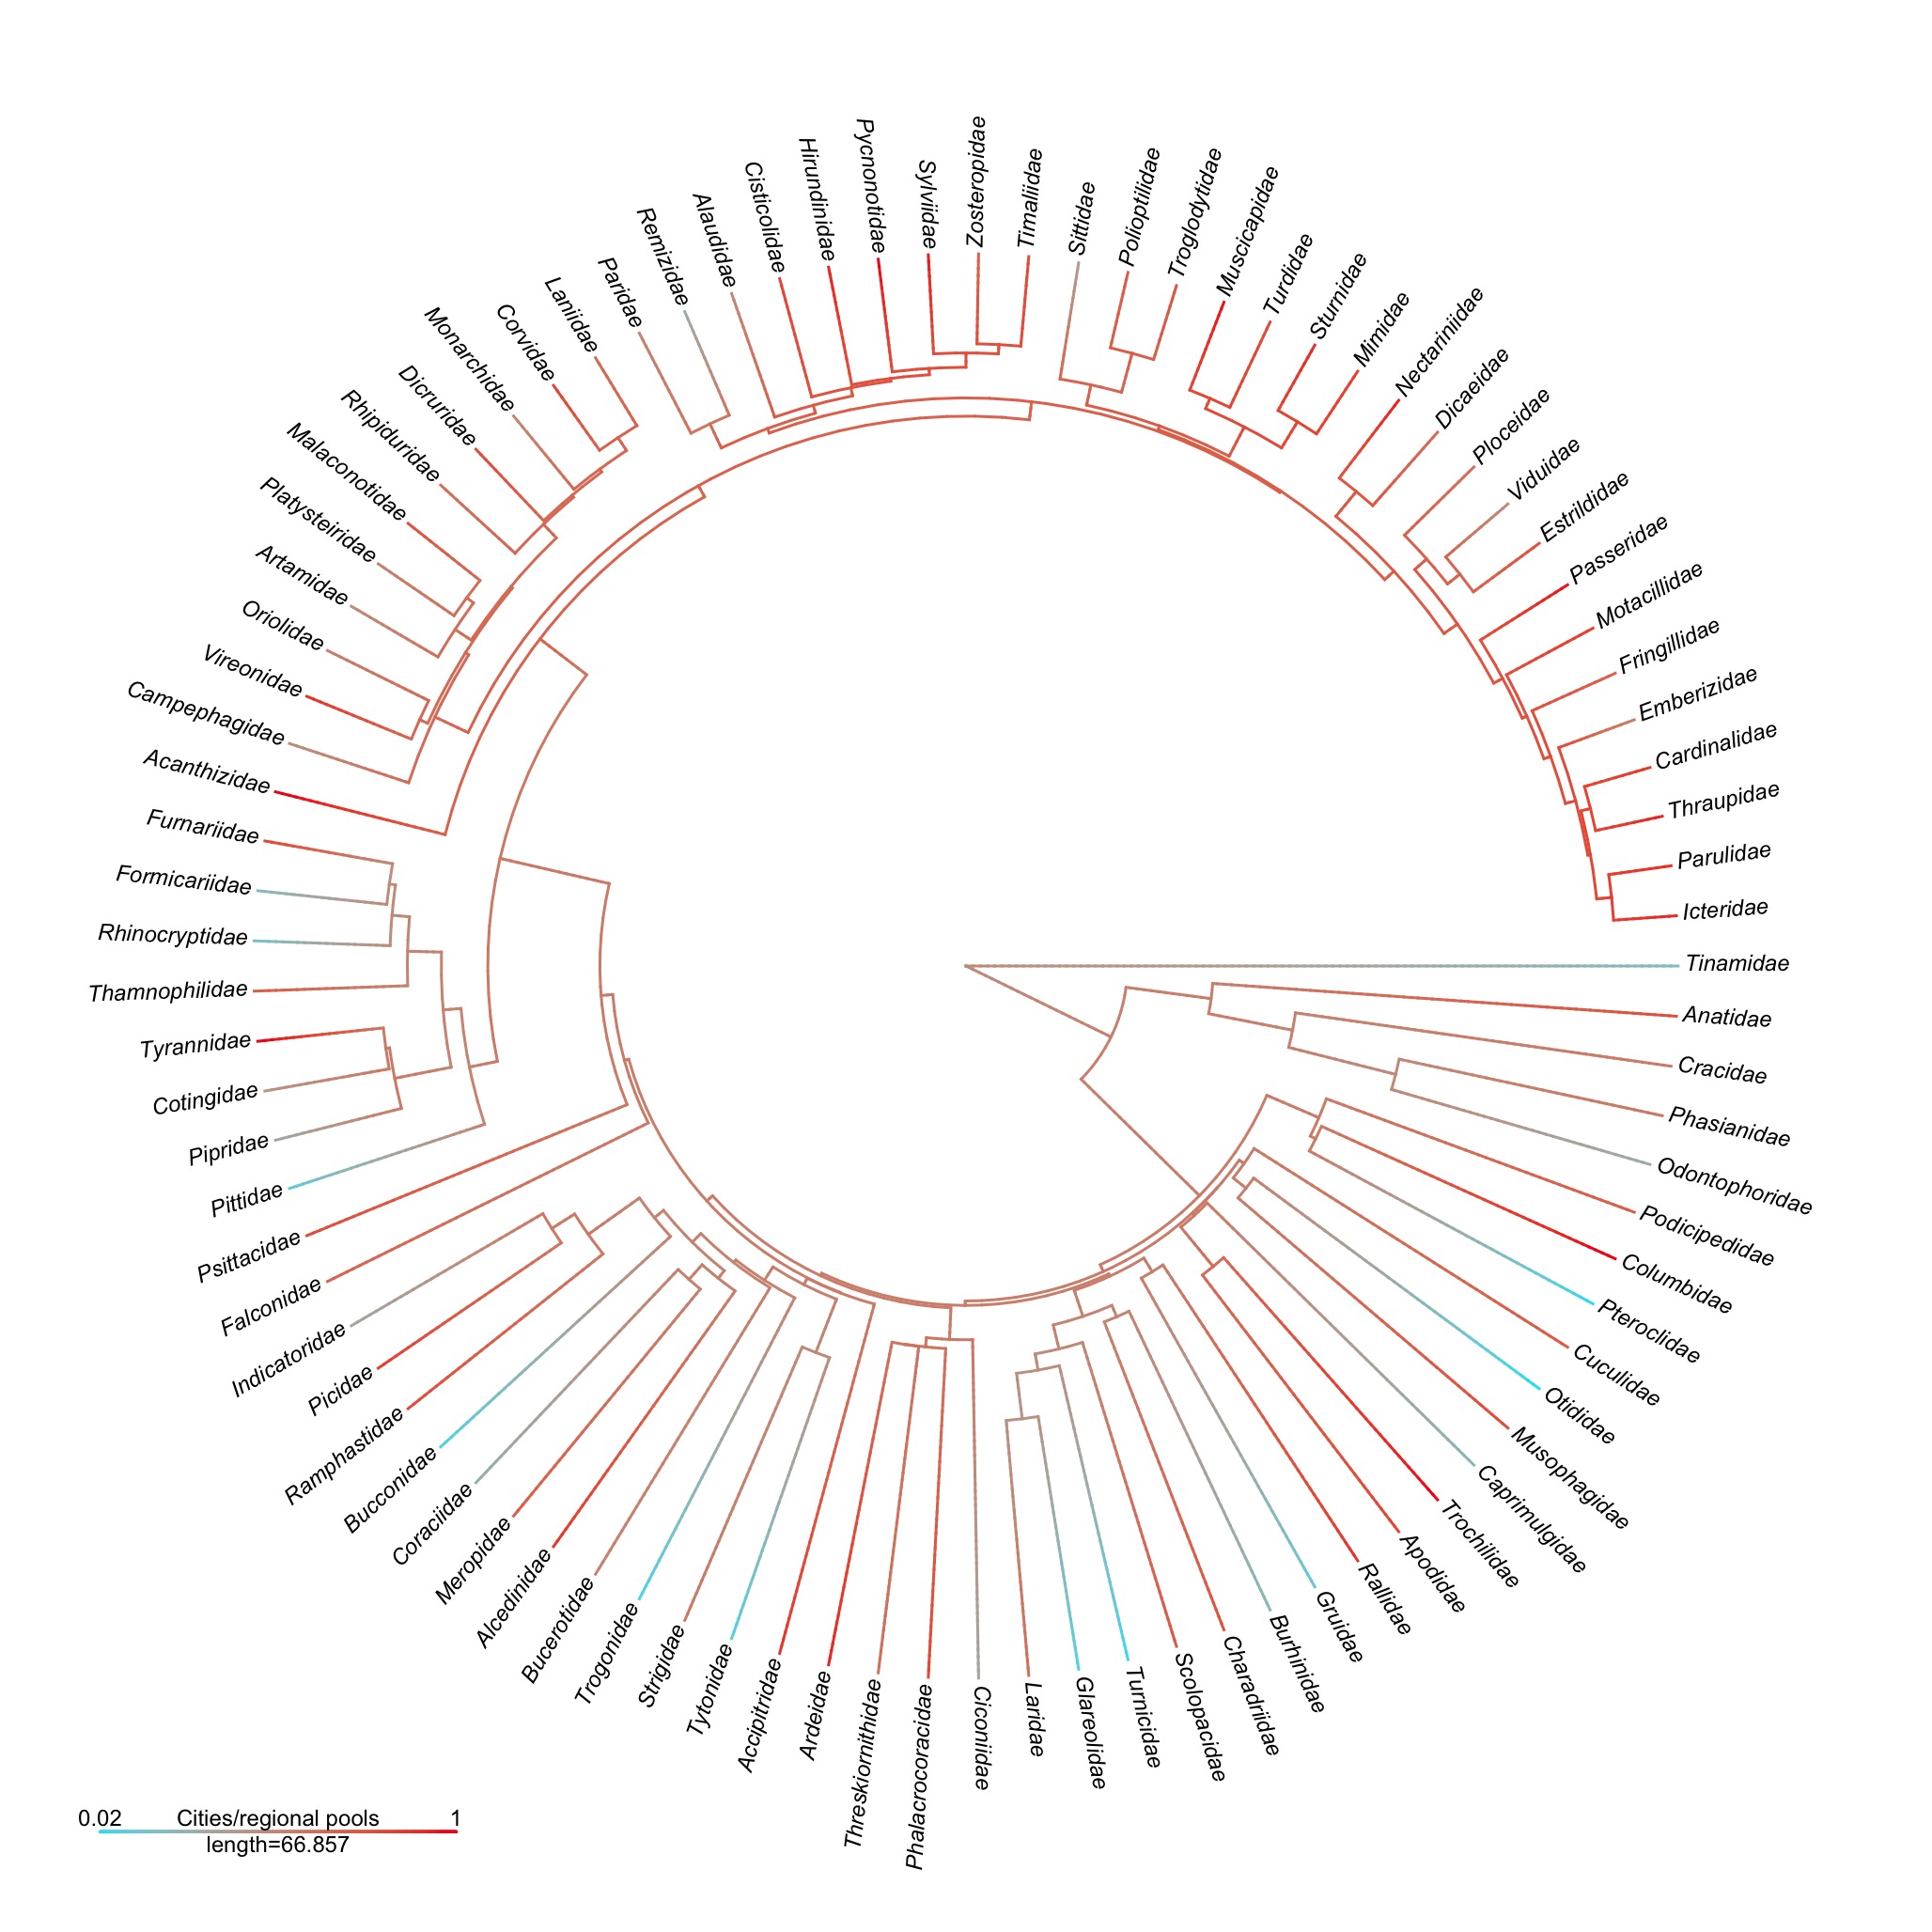 Tinamidae
Anatidae
Cracidae
Phasianidae
Odontophoridae
Podicipedidae
Columbidae
Pteroclidae
Cuculidae
Otididae
Musophagidae
Caprimulgidae
Trochilidae
Apodidae
Rallidae
Gruidae
Burhinidae
Charadriidae
Scolopacidae
Turnicidae
Glareolidae
Laridae
Ciconiidae
Phalacrocoracidae
Threskiornithidae
Ardeidae
Accipitridae
Tytonidae
Strigidae
Trogonidae
Bucerotidae
Alcedinidae
Meropidae
Coraciidae
Bucconidae
Ramphastidae
Picidae
Indicatoridae
Falconidae
Psittacidae
Pittidae
Pipridae
Cotingidae
Tyrannidae
Thamnophilidae
Rhinocryptidae
Formicariidae
Furnariidae
Acanthizidae
Campephagidae
Vireonidae
Oriolidae
Artamidae
Platysteiridae
Malaconotidae
Rhipiduridae
Dicruridae
Monarchidae
Corvidae
Laniidae
Paridae
Remizidae
Alaudidae
Cisticolidae
Hirundinidae
Pycnonotidae
Sylviidae
Zosteropidae
Timaliidae
Sittidae
Polioptilidae
Troglodytidae
Muscicapidae
Turdidae
Sturnidae
Mimidae
Nectariniidae
Dicaeidae
Ploceidae
Viduidae
Estrildidae
Passeridae
Motacillidae
Fringillidae
Emberizidae
Cardinalidae
Thraupidae
Parulidae
Icteridae
0.02 Cities/regional pools 1
length=66.857